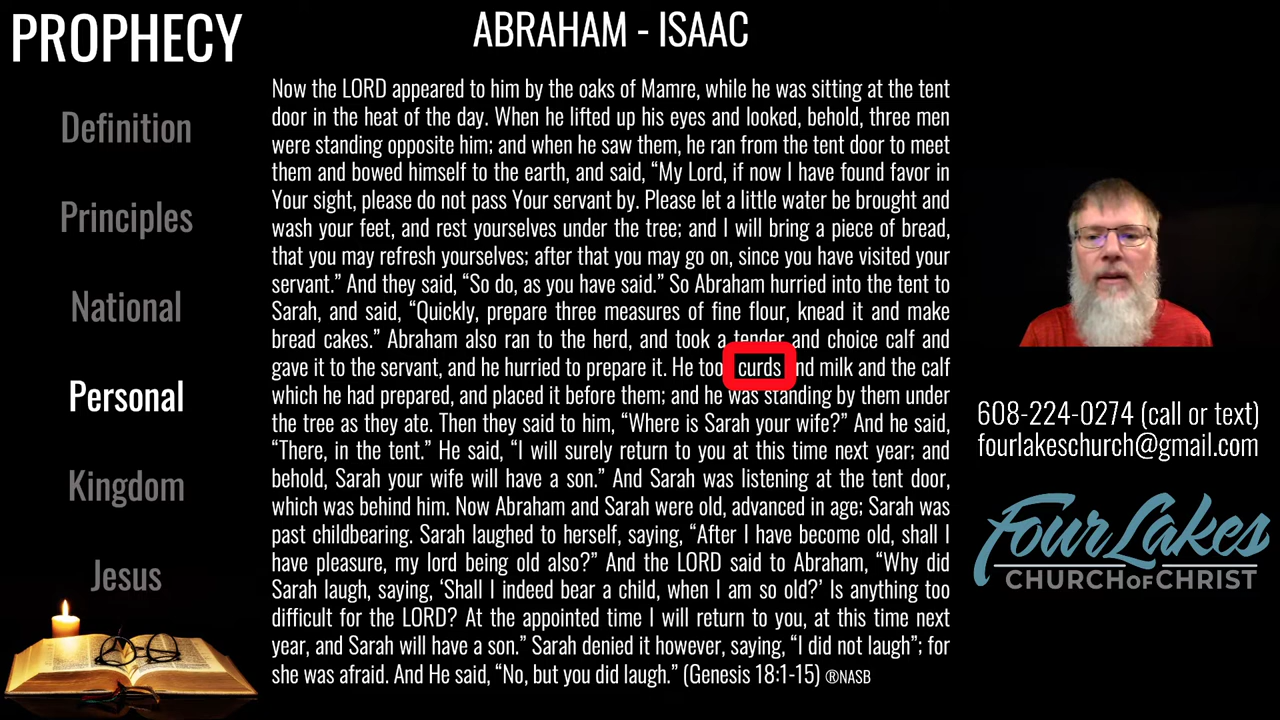 PROPHECY
ABRAHAM - ISAAC
Definition
Principles
National
Personal
Kingdom
Jesus
Now the LORD appeared to him by the oaks of Mamre, while he was sitting at the tent
door in the heat of the day. When he lifted up his eyes and looked, behold, three men
were standing opposite him; and when he saw them, he ran from the tent door to meet
them and bowed himself to the earth, and said, “My Lord, if now I have found favor in
Your sight, please do not pass Your servant by. Please let a little water be brought and
wash your feet, and rest yourselves under the tree; and I will bring a piece of bread,
that you may refresh yourselves; after that you may go on, since you have visited your
servant.” And they said, “So do, as you have said.” So Abraham hurried into the tent to
Sarah, and said, “Quickly, prepare three measures of fine flour, knead it and make
bread cakes.” Abraham also ran to the herd, and took a tender and choice calf and
gave it to the servant, and he hurried to prepare it. He too curds nd milk and the calf
which he had prepared, and placed it before them; and he was standing by them under
the tree as they ate. Then they said to him, “Where is Sarah your wife?” And he said,
“There, in the tent.” He said, “I will surely return to you at this time next year; and
behold, Sarah your wife will have a son.” And Sarah was listening at the tent door,
which was behind him. Now Abraham and Sarah were old, advanced in age; Sarah was
past childbearing. Sarah laughed to herself, saying, “After I have become old, shall I
have pleasure, my lord being old also?” And the LORD said to Abraham, “Why did
Sarah laugh, saying, ‘Shall I indeed bear a child, when I am so old?’ Is anything too
difficult for the LORD? At the appointed time I will return to you, at this time next
year, and Sarah will have a son.” Sarah denied it however, saying, “I did not laugh”; for
she was afraid. And He said, “No, but you did laugh.” (Genesis 18:1-15) ®NASB
608-224-0274 (call or text)
fourlakeschurch@gmail.com
Four Lakes
CHURCH OF CHRIST